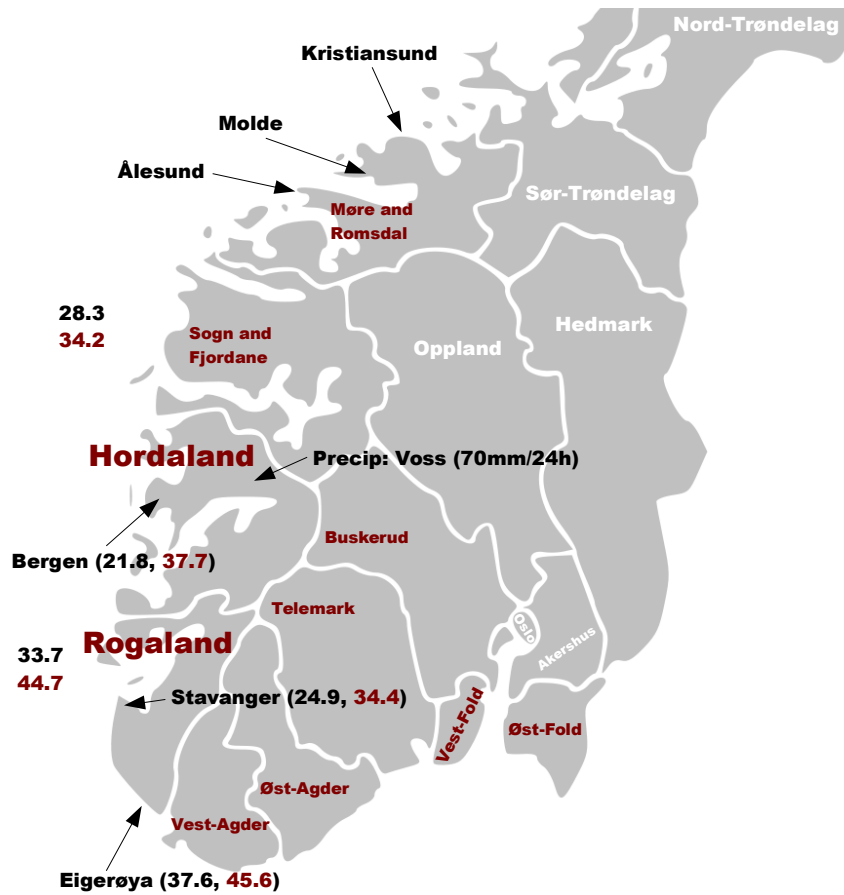 Nord-Trøndelag
Kristiansund
Molde
Ålesund
Sør-Trøndelag
Møre and
Romsdal
28.3
34.2
Sogn and
Fjordane
Oppland
Hedmark
Hordaland
Precip: Voss (70mm/24h)
Buskerud
Bergen (21.8, 37.7)
Telemark
Oslo
Akershus
33.7
44.7
Rogaland
Stavanger (24.9, 34.4)
Vest-Fold
Øst-Fold
Øst-Agder
Vest-Agder
Eigerøya (37.6, 45.6)